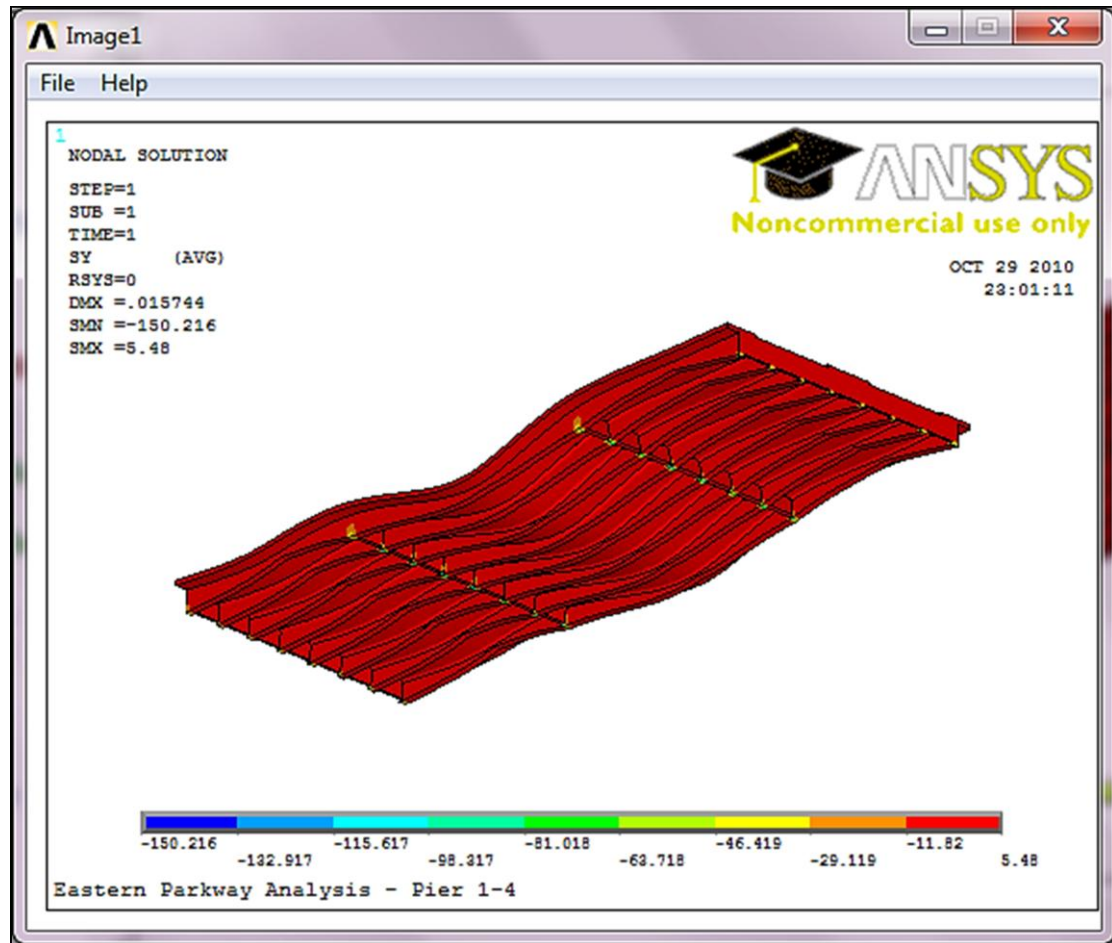 Image1
File Help
1
NODAL SOLUTION
STEP=1
SUB =1
TIME=1
SY (AVG)
RSYS=0
DMX =.015744
SMN =-150.216
SMX =5.48
ANSYS
Noncommercial use only
OCT 29 2010
23:01:11
-150.216 -115.617 -81.018 -46.419 -11.82
-132.917 -98.317 -63.718 -29.119 5.48
Eastern Parkway Analysis - Pier 1-4